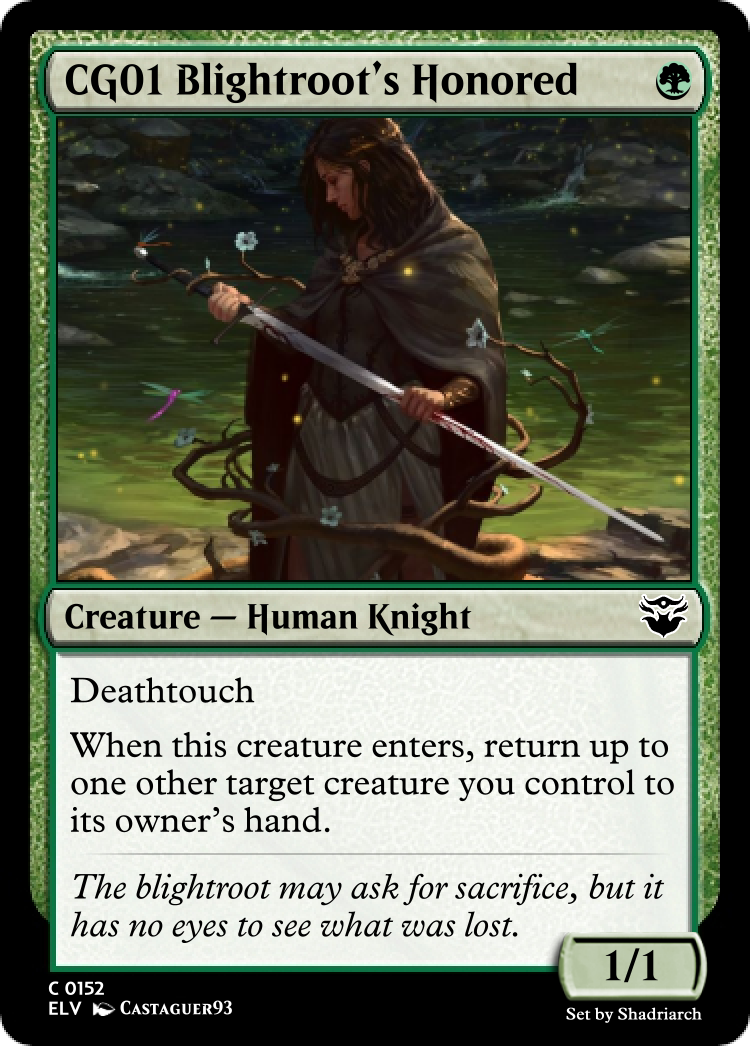 CG01 Blightroot's Honored
Creature — Human Knight
Deathtouch
When this creature enters, return up to
one other target creature you control to
its owner's hand.
The blightroot may ask for sacrifice, but it
has no eyes to see what was lost.
1/1
C 0152
ELV Castaguer93
Set by Shadriarch